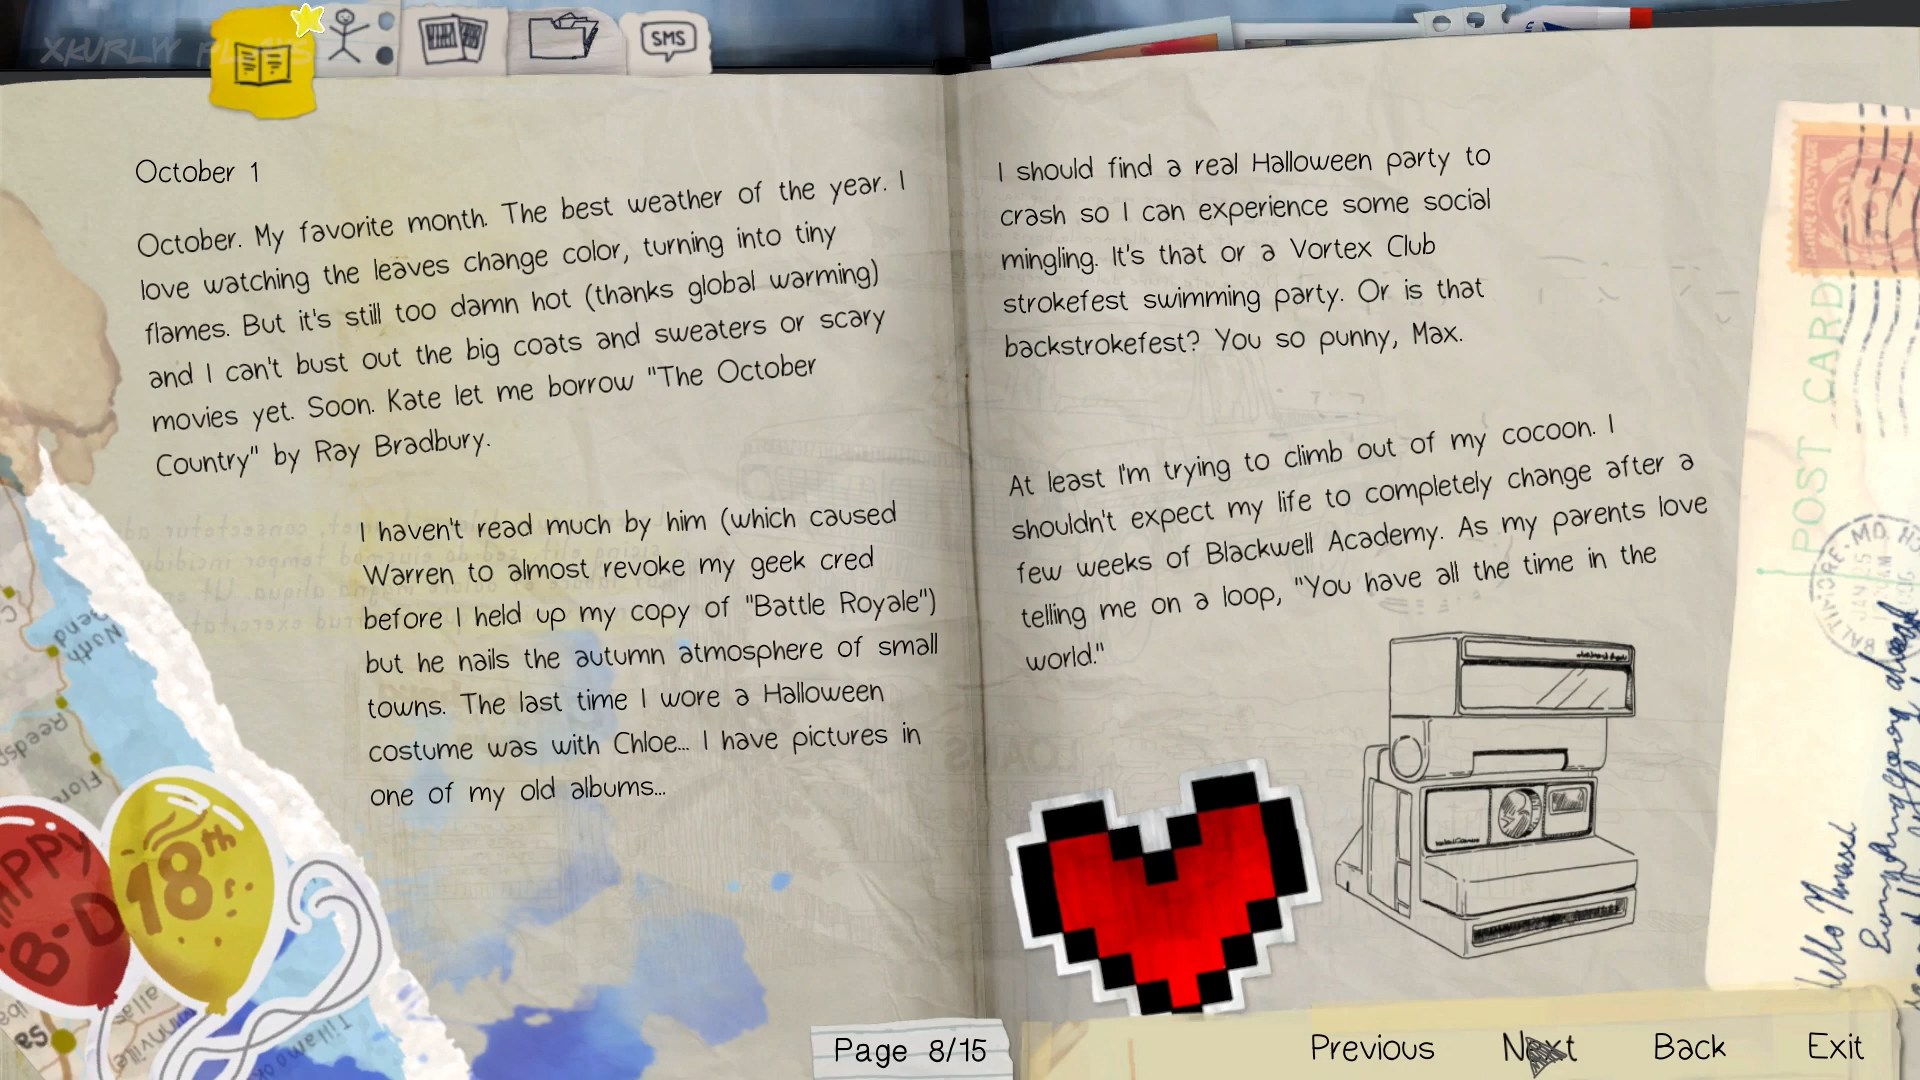 XKURLW PLAYS
SMS
October 1
October. My favorite month. The best weather of the year. I
love watching the leaves change color, turning into tiny
flames. But it's still too damn hot (thanks global warming)
and I can't bust out the big coats and sweaters or scary
movies yet. Soon. Kate let me borrow "The October
Country" by Ray Bradbury.
I haven't read much by him (which caused
Warren to almost revoke my geek cred
before I held up my copy of "Battle Royale")
but he nails the autumn atmosphere of small
towns. The last time I wore a Halloween
costume was with Chloe... I have pictures in
one of my old albums...
I should find a real Halloween party to
crash so I can experience some social
mingling. It's that or a Vortex Club
strokefest swimming party. Or is that
backstrokefest? You so punny, Max.
At least I'm trying to climb out of my cocoon. I
shouldn't expect my life to completely change after a
few weeks of Blackwell Academy. As my parents love
telling me on a loop, "You have all the time in the
world."
POST CARD
BALTIMORE, MD.
Hello
North
Bend
B-D
18th
LOANS
Page 8/15
Previous
Next
Back
Exit